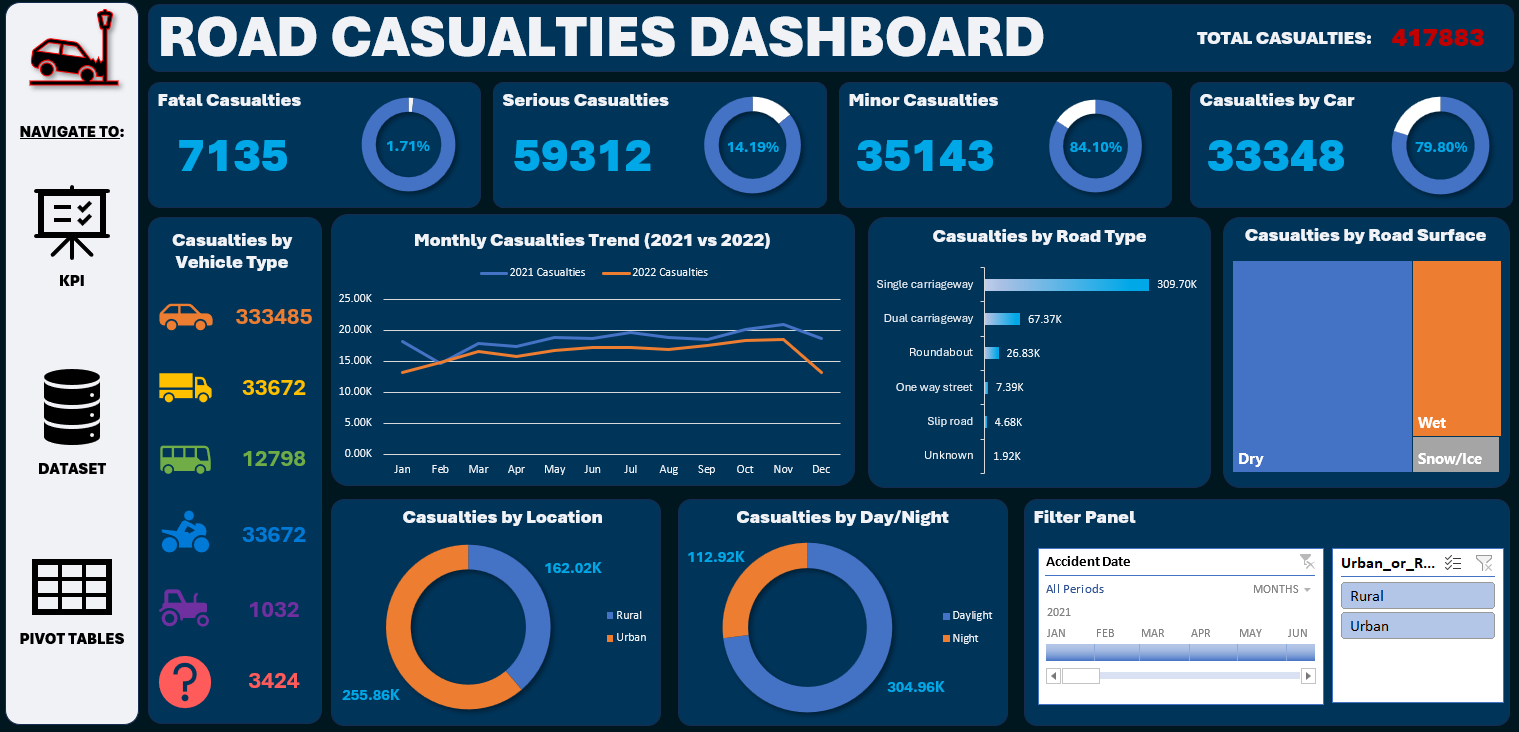 ROAD CASUALTIES DASHBOARD
TOTAL CASUALTIES: 417883
NAVIGATE TO:
KPI
DATASET
PIVOT TABLES
Fatal Casualties
7135
1.71%
Serious Casualties
59312
14.19%
Minor Casualties
35143
84.10%
Casualties by Car
33348
79.80%
Casualties by
Vehicle Type
333485
33672
12798
33672
1032
?
3424
Monthly Casualties Trend (2021 vs 2022)
2021 Casualties
2022 Casualties
25.00K
20.00K
15.00K
10.00K
5.00K
0.00K
Jan Feb Mar Apr May Jun Jul Aug Sep Oct Nov Dec
Casualties by Road Type
Single carriageway 309.70K
Dual carriageway 67.37K
Roundabout 26.83K
One way street 7.39K
Slip road 4.68K
Unknown 1.92K
Casualties by Road Surface
Dry
Wet
Snow/Ice
Casualties by Location
162.02K
255.86K
Rural
Urban
Casualties by Day/Night
112.92K
304.96K
Daylight
Night
Filter Panel
Accident Date
All Periods MONTHS
2021
JAN FEB MAR APR MAY JUN
Urban_or_R...
Rural
Urban